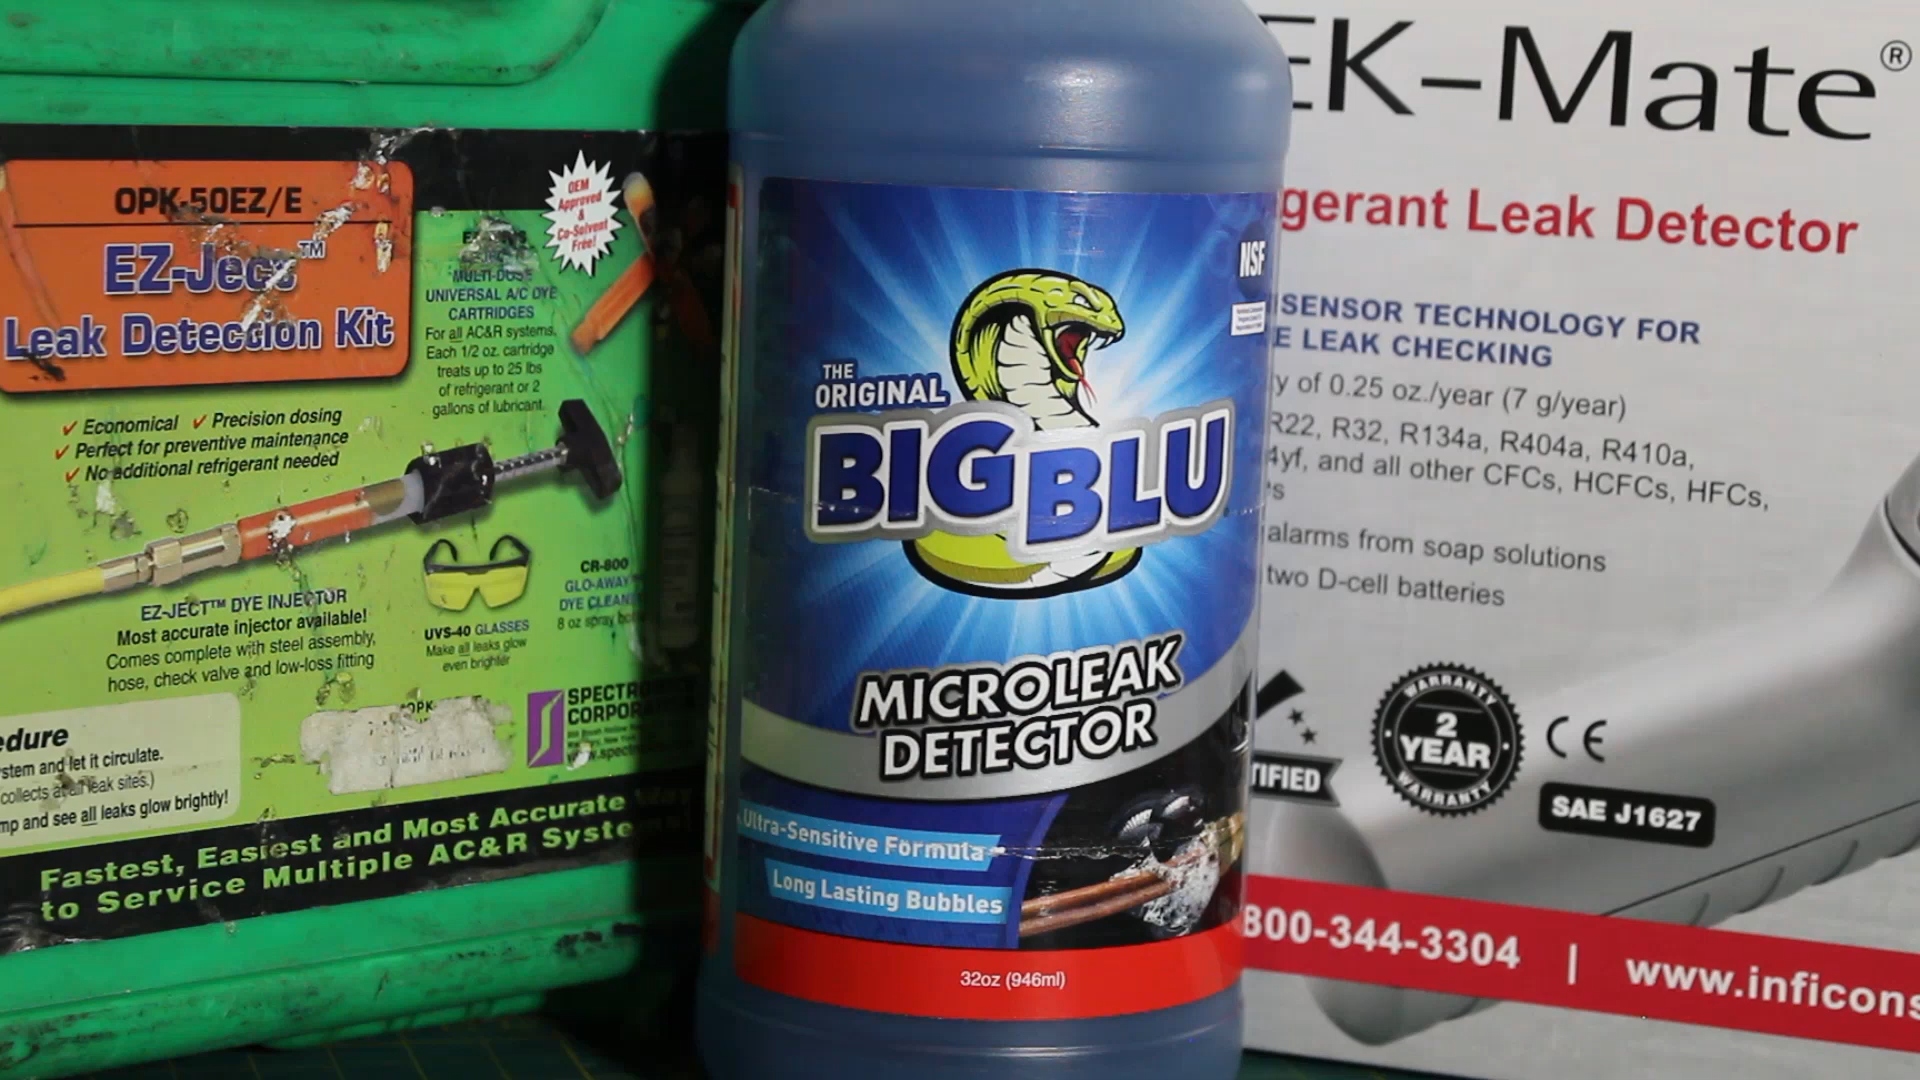 OPK-50EZ/E
EZ-Ject™
Leak Detection Kit
OEM
Approved
&
Co-Solvent
Free!
MULTI-DOSE
UNIVERSAL A/C DYE
CARTRIDGES
For all AC&R systems.
Each 1/2 oz. cartridge
treats up to 25 lbs
of refrigerant or 2
gallons of lubricant.
✓ Economical ✓ Precision dosing
✓ Perfect for preventive maintenance
✓ No additional refrigerant needed
EZ-JECT™ DYE INJECTOR
Most accurate injector available!
Comes complete with steel assembly,
hose, check valve and low-loss fitting
UVS-40 GLASSES
Make all leaks glow
even brighter
CR-800
GLO-AWAY
DYE CLEAN
8 oz spray
SPECTR
CORPOR
edure
stem and let it circulate.
collects at all leak sites.)
mp and see all leaks glow brightly!
Fastest, Easiest and Most Accurate
to Service Multiple AC&R Syste
NSF
THE
ORIGINAL
BIG BLU
MICROLEAK
DETECTOR
Ultra-Sensitive Formula
Long Lasting Bubbles
32oz (946ml)
EK-Mate®
gerant Leak Detector
SENSOR TECHNOLOGY FOR
E LEAK CHECKING
y of 0.25 oz./year (7 g/year)
R22, R32, R134a, R404a, R410a,
4yf, and all other CFCs, HCFCs, HFCs,
s
alarms from soap solutions
two D-cell batteries
TIFIED
WARRANTY
2
YEAR
WARRANTY
CE
SAE J1627
800-344-3304 | www.inficons